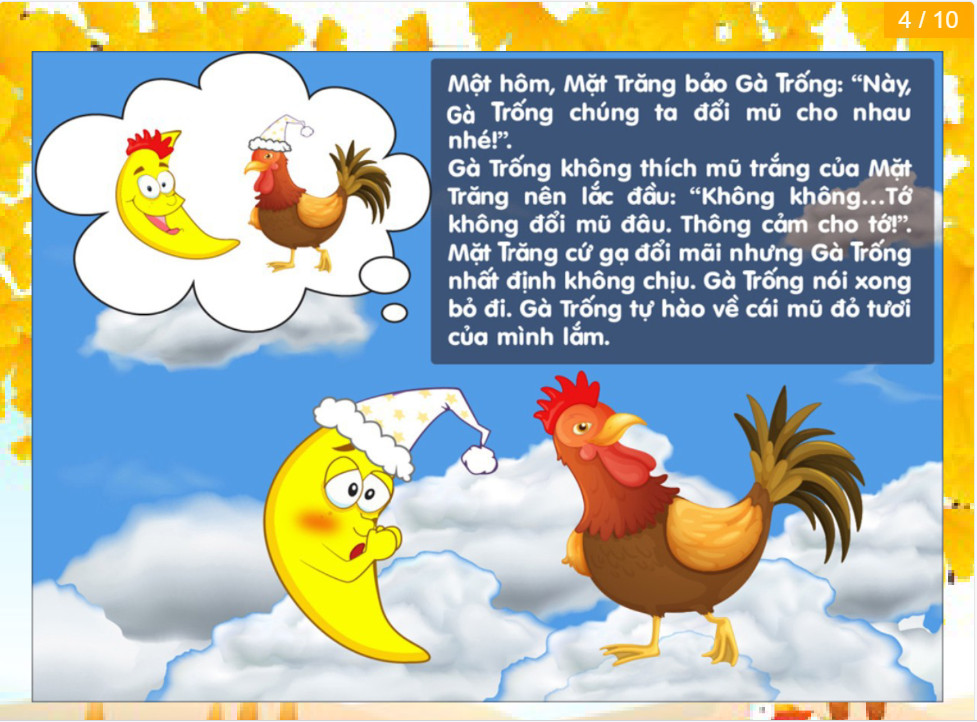 4 / 10
Một hôm, Mặt Trăng bảo Gà Trống: “Này,
Gà Trống chúng ta đổi mũ cho nhau
nhé!”.
Gà Trống không thích mũ trắng của Mặt
Trăng nên lắc đầu: “Không không...Tớ
không đổi mũ đâu. Thông cảm cho tớ!”.
Mặt Trăng cứ gạ đổi mãi nhưng Gà Trống
nhất định không chịu. Gà Trống nói xong
bỏ đi. Gà Trống tự hào về cái mũ đỏ tươi
của mình lắm.